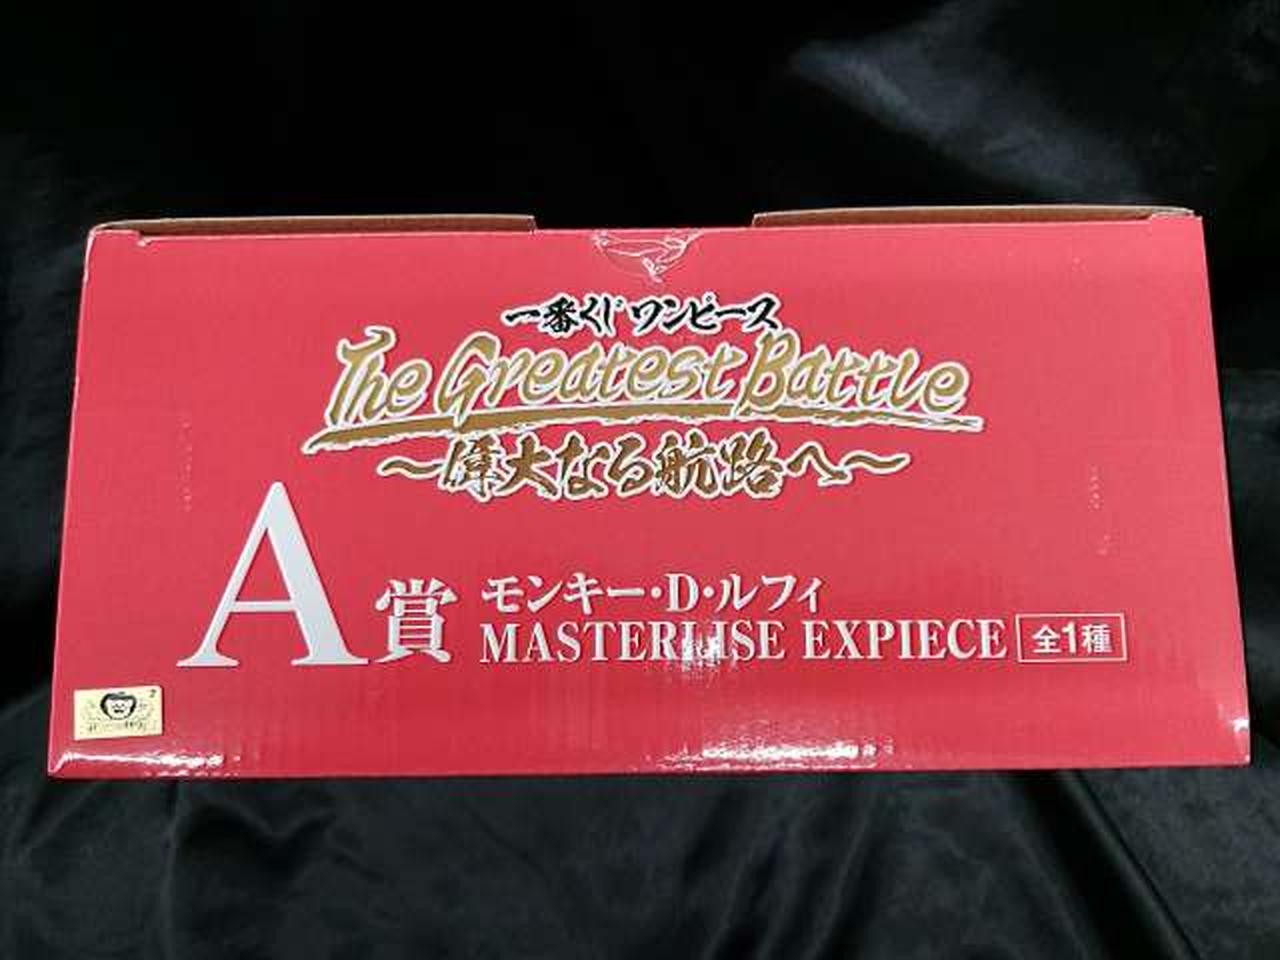 一番くじ ワンピース
The Greatest Battle
～偉大なる航路へ～
A賞
モンキー・D・ルフィ
MASTERLISE EXPIECE 全1種